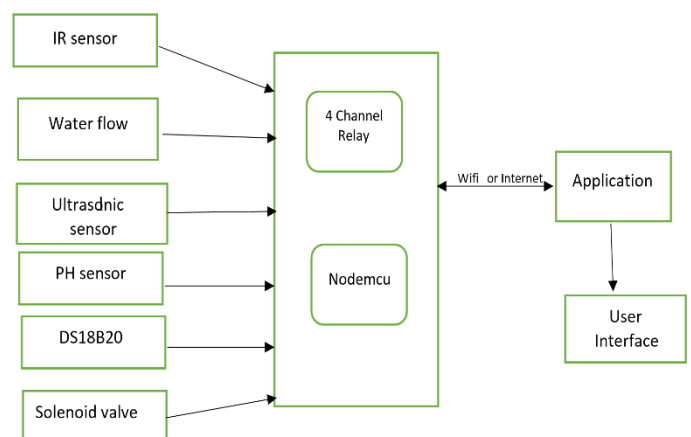 IR sensor
Water flow
Ultrasdnic
sensor
PH sensor
DS18B20
Solenoid valve
4 Channel
Relay
Nodemcu
Wifi or Internet
Application
User
Interface